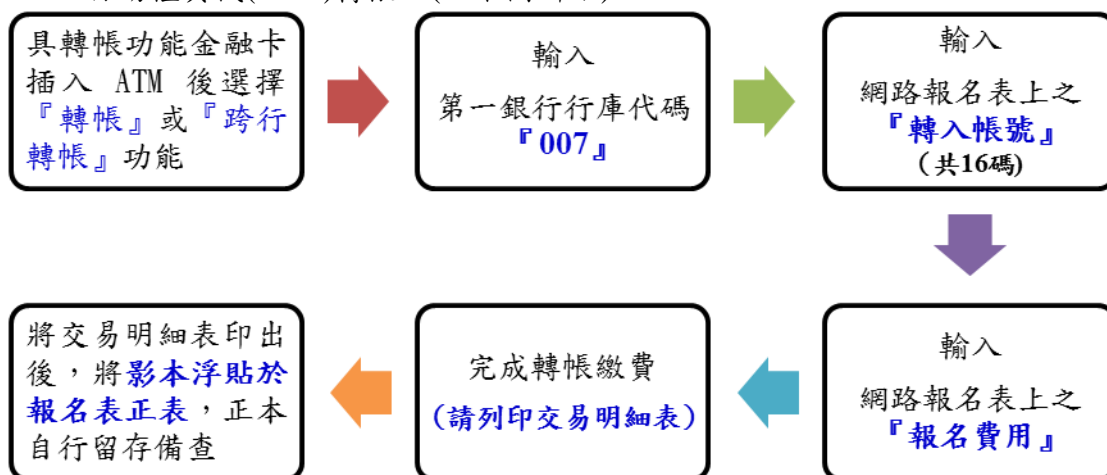 具轉帳功能金融卡
插入 ATM 後選擇
『轉帳』或『跨行
轉帳』功能
輸入
第一銀行行庫代碼
『007』
輸入
網路報名表上之
『轉入帳號』
(共16碼)
輸入
網路報名表上之
『報名費用』
完成轉帳繳費
(請列印交易明細表)
將交易明細表印出
後，將影本浮貼於
報名表正表，正本
自行留存備查